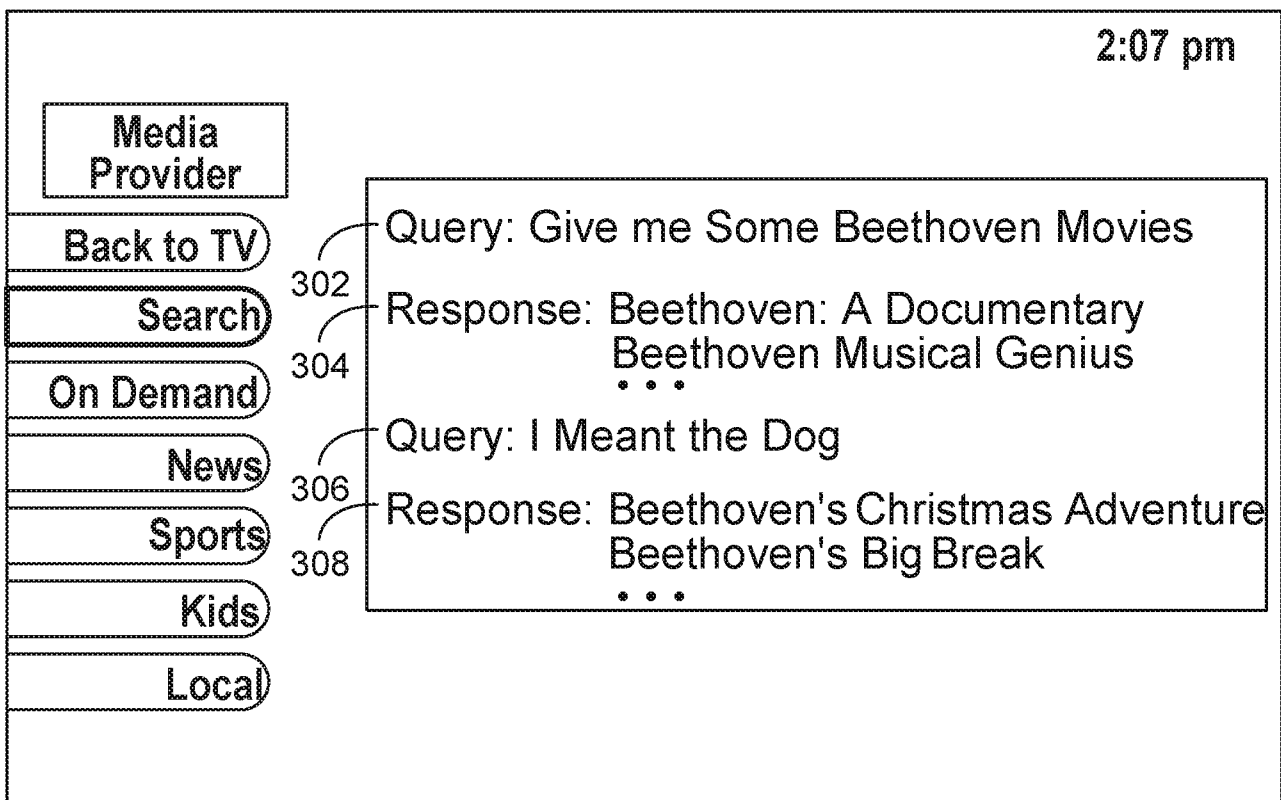 2:07 pm
Media
Provider
Back to TV
Search
On Demand
News
Sports
Kids
Local
Query: Give me Some Beethoven Movies
302
Response: Beethoven: A Documentary
Beethoven Musical Genius
304
• • •
Query: I Meant the Dog
306
Response: Beethoven's Christmas Adventure
Beethoven's Big Break
308
• • •